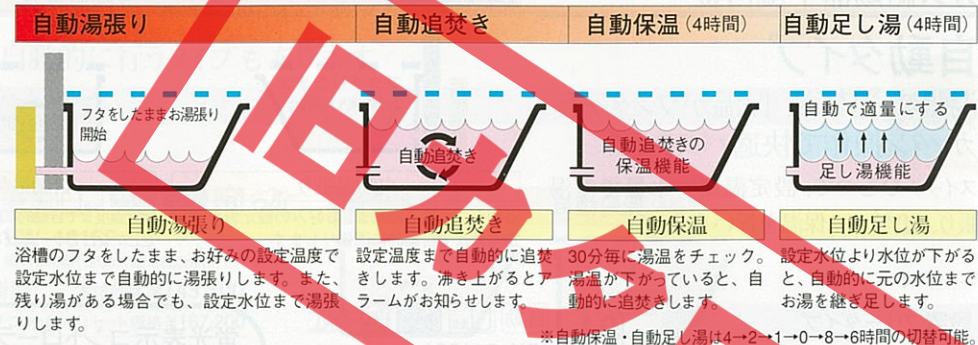 自動湯張り
自動追焚き
自動保温(4時間)
自動足し湯(4時間)
フタをしたままお湯張り
開始
自動追焚き
自動追焚きの
保温機能
自動で適量にする
足し湯機能
自動湯張り
自動追焚き
自動保温
自動足し湯
浴槽のフタをしたまま、お好みの設定温度で
設定水位まで自動的に湯張りします。また、
残り湯がある場合でも、設定水位まで湯張
りします。
設定温度まで自動的に追焚
きします。沸き上がるとア
ラームがお知らせします。
30分毎に湯温をチェック。
湯温が下がっていると、自
動的に追焚きします。
設定水位より水位が下がる
と、自動的に元の水位まで
お湯を継ぎ足します。
※自動保温・自動足し湯は4→2→1→0→8→6時間の切替可能。
旧カタ